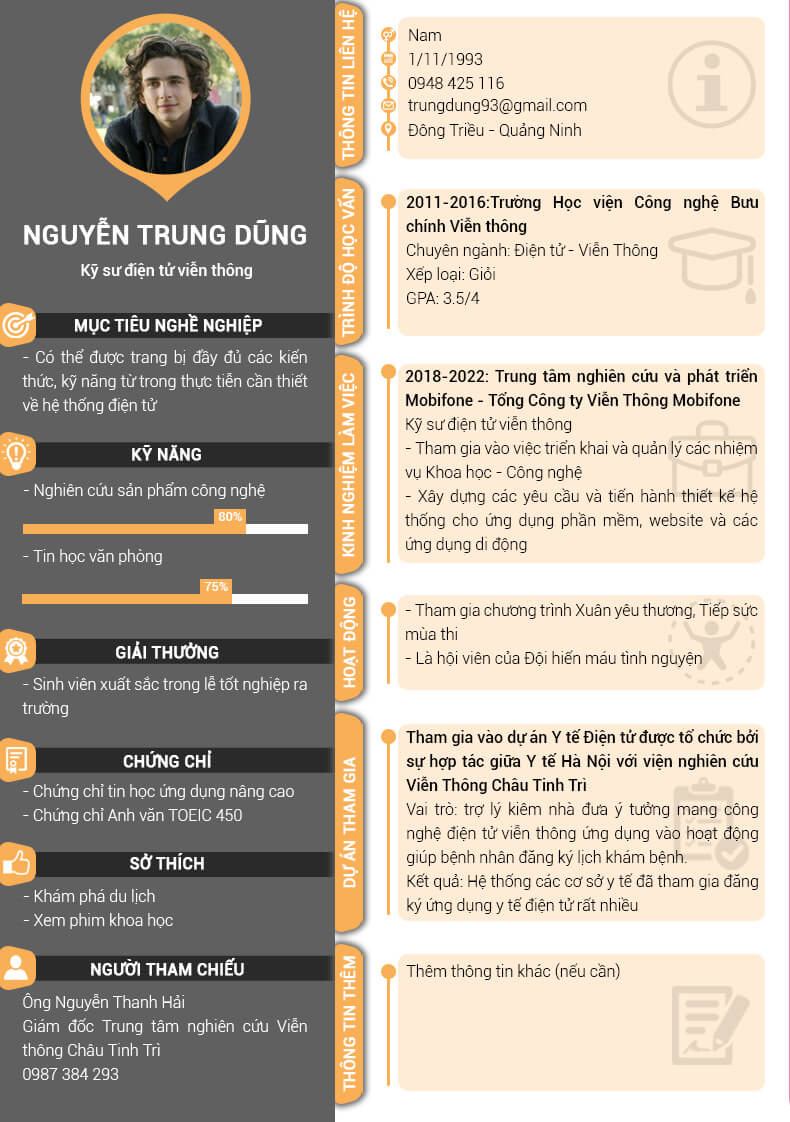 NGUYỄN TRUNG DŨNG
Kỹ sư điện tử viễn thông
MỤC TIÊU NGHỀ NGHIỆP
- Có thể được trang bị đầy đủ các kiến
thức, kỹ năng từ trong thực tiễn cần thiết
về hệ thống điện tử
KỸ NĂNG
- Nghiên cứu sản phẩm công nghệ
80%
- Tin học văn phòng
75%
GIẢI THƯỞNG
- Sinh viên xuất sắc trong lễ tốt nghiệp ra
trường
CHỨNG CHỈ
- Chứng chỉ tin học ứng dụng nâng cao
- Chứng chỉ Anh văn TOEIC 450
SỞ THÍCH
- Khám phá du lịch
- Xem phim khoa học
NGƯỜI THAM CHIẾU
Ông Nguyễn Thanh Hải
Giám đốc Trung tâm nghiên cứu Viễn
thông Châu Tinh Trì
0987 384 293
THÔNG TIN LIÊN HỆ
Nam
1/11/1993
0948 425 116
trungdung93@gmail.com
Đông Triều - Quảng Ninh
TRÌNH ĐỘ HỌC VẤN
2011-2016:Trường Học viện Công nghệ Bưu
chính Viễn thông
Chuyên ngành: Điện tử - Viễn Thông
Xếp loại: Giỏi
GPA: 3.5/4
KINH NGHIỆM LÀM VIỆC
2018-2022: Trung tâm nghiên cứu và phát triển
Mobifone - Tổng Công ty Viễn Thông Mobifone
Kỹ sư điện tử viễn thông
- Tham gia vào việc triển khai và quản lý các nhiệm
vụ Khoa học - Công nghệ
- Xây dựng các yêu cầu và tiến hành thiết kế hệ
thống cho ứng dụng phần mềm, website và các
ứng dụng di động
HOẠT ĐỘNG
- Tham gia chương trình Xuân yêu thương, Tiếp sức
mùa thi
- Là hội viên của Đội hiến máu tình nguyện
DỰ ÁN THAM GIA
Tham gia vào dự án Y tế Điện tử được tổ chức bởi
sự hợp tác giữa Y tế Hà Nội với viện nghiên cứu
Viễn Thông Châu Tinh Trì
Vai trò: trợ lý kiêm nhà đưa ý tưởng mang công
nghệ điện tử viễn thông ứng dụng vào hoạt động
giúp bệnh nhân đăng ký lịch khám bệnh.
Kết quả: Hệ thống các cơ sở y tế đã tham gia đăng
ký ứng dụng y tế điện tử rất nhiều
THÔNG TIN THÊM
Thêm thông tin khác (nếu cần)